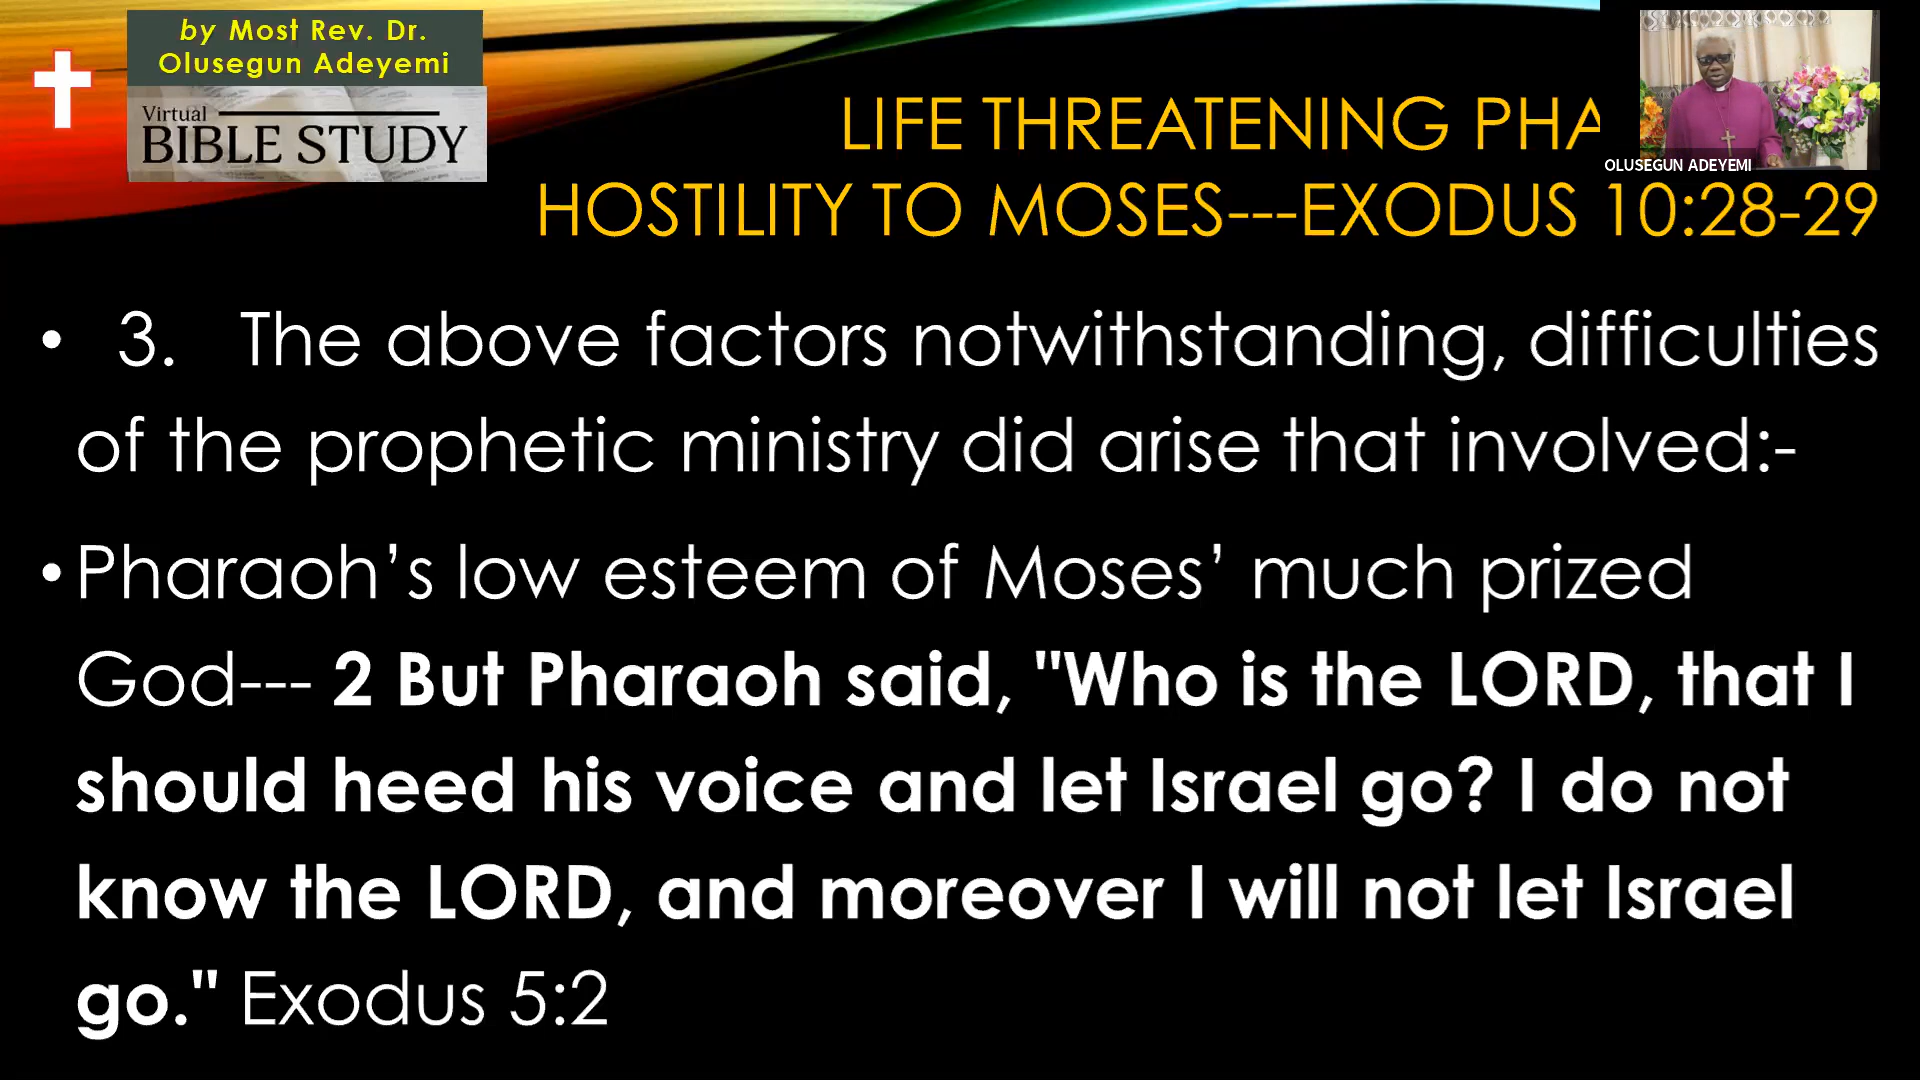 by Most Rev. Dr.
Olusegun Adeyemi
Virtual
BIBLE STUDY
LIFE THREATENING PHA
OLUSEGUN ADEYEMI
HOSTILITY TO MOSES---EXODUS 10:28-29
• 3. The above factors notwithstanding, difficulties
of the prophetic ministry did arise that involved:-
• Pharaoh’s low esteem of Moses’ much prized
God--- 2 But Pharaoh said, "Who is the LORD, that I
should heed his voice and let Israel go? I do not
know the LORD, and moreover I will not let Israel
go." Exodus 5:2